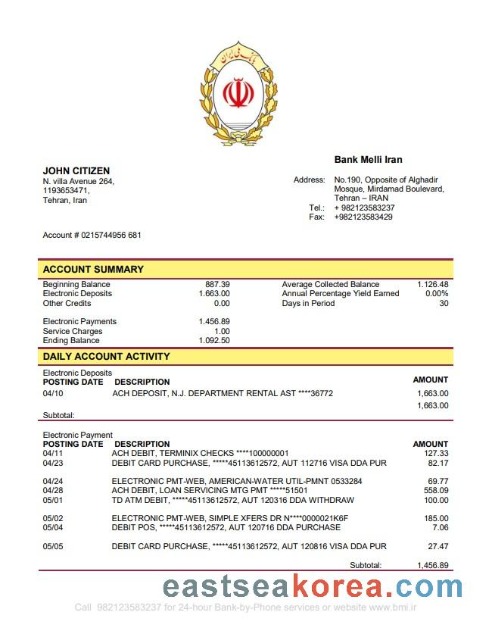 بانک ملی ایران
Bank Melli Iran
JOHN CITIZEN
N. villa Avenue 264,
1193653471,
Tehran, Iran
Address: No.190, Opposite of Alghadir
Mosque, Mirdamad Boulevard,
Tehran – IRAN
Tel.: + 982123583237
Fax: +982123583429
Account # 0215744956 681
ACCOUNT SUMMARY
Beginning Balance 887.39 Average Collected Balance 1.126.48
Electronic Deposits 1.663.00 Annual Percentage Yield Earned 0.00%
Other Credits 0.00 Days in Period 30
Electronic Payments 1.456.89
Service Charges 1.00
Ending Balance 1.092.50
DAILY ACCOUNT ACTIVITY
Electronic Deposits
POSTING DATE DESCRIPTION AMOUNT
04/10 ACH DEPOSIT, N.J. DEPARTMENT RENTAL AST ****36772 1,663.00
1,663.00
Subtotal:
Electronic Payment
POSTING DATE DESCRIPTION AMOUNT
04/11 ACH DEBIT, TERMINIX CHECKS ****100000001 127.33
04/23 DEBIT CARD PURCHASE, *****45113612572, AUT 112716 VISA DDA PUR 82.17
04/24 ELECTRONIC PMT-WEB, AMERICAN-WATER UTIL-PMNT 0533284 69.77
04/28 ACH DEBIT, LOAN SERVICING MTG PMT *****51501 558.09
05/01 TD ATM DEBIT, *****45113612572, AUT 120316 DDA WITHDRAW 100.00
05/02 ELECTRONIC PMT-WEB, SIMPLE XFERS DR N****0000021K6F 185.00
05/04 DEBIT POS, *****45113612572, AUT 120716 DDA PURCHASE 7.06
05/05 DEBIT CARD PURCHASE, *****45113612572, AUT 120816 VISA DDA PUR 27.47
Subtotal: 1,456.89
eastseakorea.com
Call 982123583237 for 24-hour Bank-by-Phone services or website www.bmi.ir